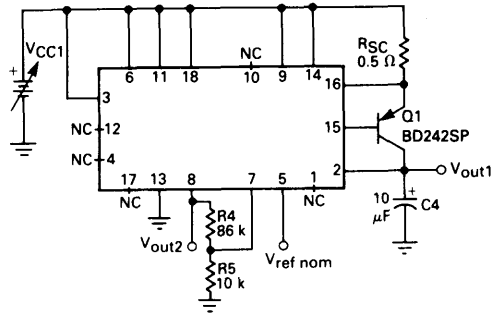 +
VCC1
6 11 18 NC 10 9 14
RSC
0.5 Ω
3
16
NC 12
15
Q1
BD242SP
NC 4
2
Vout1
17 13 8 7 5 1
NC
NC
10
μF
+
C4
R4
86 k
Vout2
R5
10 k
Vref nom